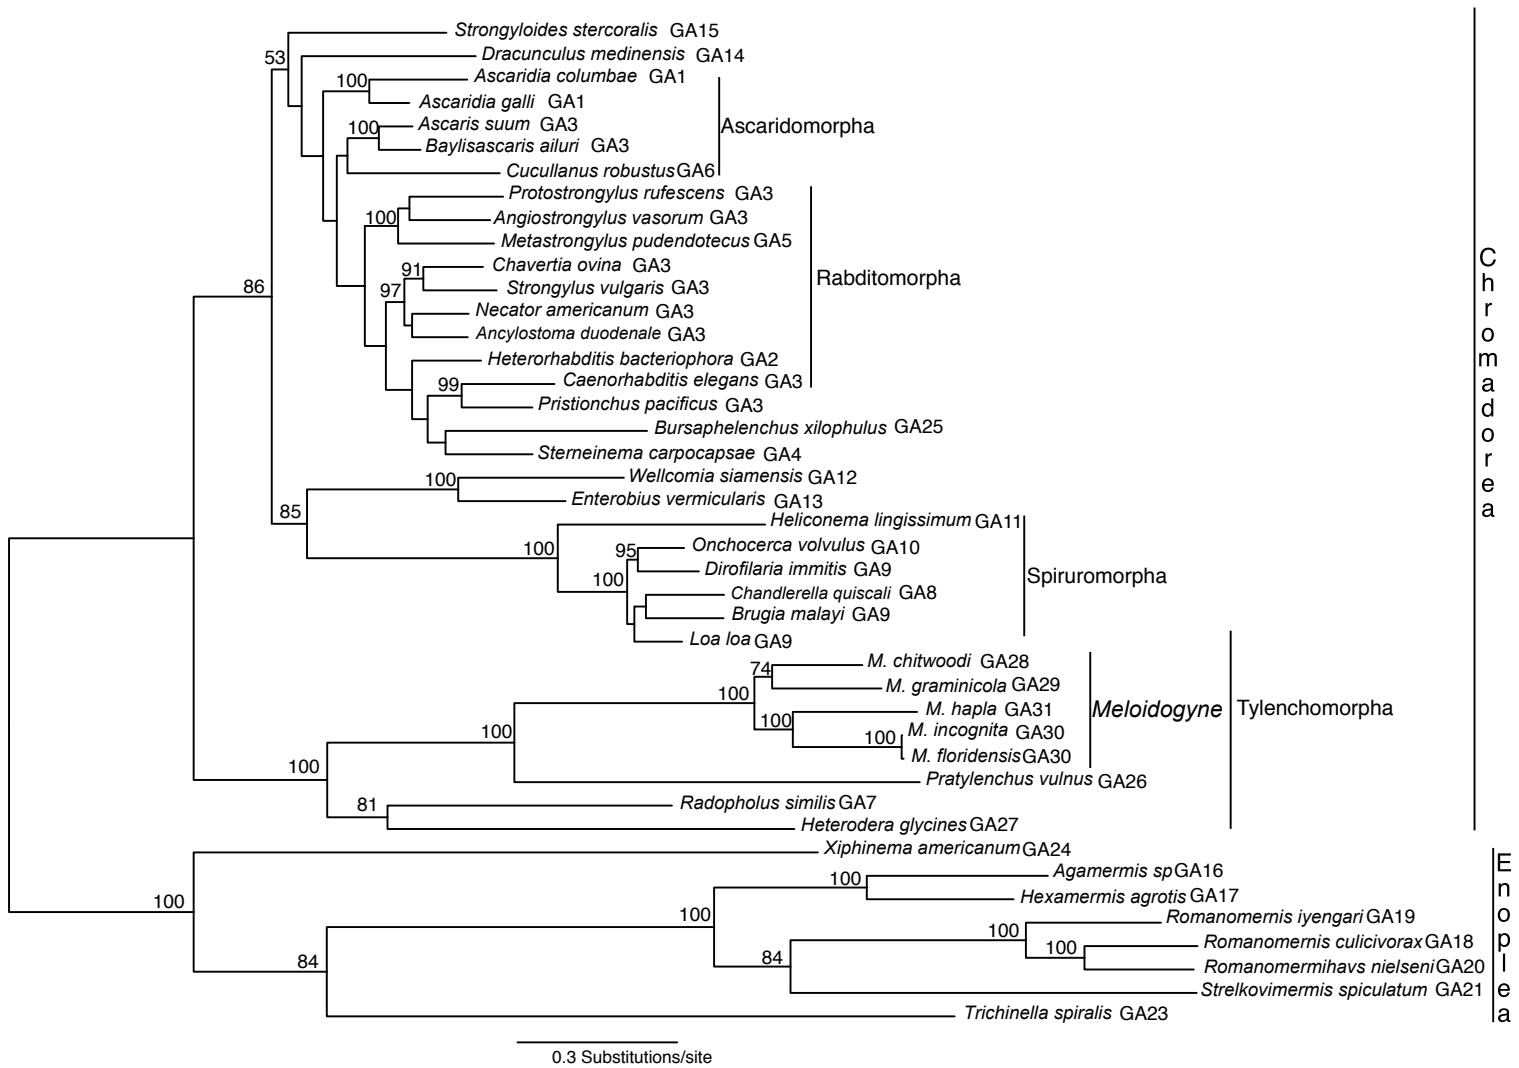 Strongyloides stercoralis GA15
53
Dracunculus medinensis GA14
Ascaridia columbae GA1
100
Ascaridia galli GA1
Ascaris suum GA3
100
Ascaridomorpha
Baylisascaris ailuri GA3
Cucullanus robustus GA6
Protostrongylus rufescens GA3
100
Angiostrongylus vasorum GA3
Metastrongylus pudendotecus GA5
Chavertia ovina GA3
91
Rabditomorpha
Strongylus vulgaris GA3
97
86
Necator americanum GA3
Ancylostoma duodenale GA3
Heterorhabditis bacteriophora GA2
Caenorhabditis elegans GA3
99
Pristionchus pacificus GA3
Bursaphelenchus xilophulus GA25
Sterneinema carpocapsae GA4
Wellcomia siamensis GA12
100
Enterobius vermicularis GA13
85
Heliconema lingissimum GA11
Onchocerca volvulus GA10
95
100
Dirofilaria immitis GA9
100
Spiruromorpha
Chandlerella quiscali GA8
Brugia malayi GA9
Loa loa GA9
M. chitwoodi GA28
74
M. graminicola GA29
100
M. hapla GA31
Meloidogyne
Tylenchomorpha
100
M. incognita GA30
100
100
M. floridensis GA30
100
Pratylenchus vulnus GA26
Radopholus similis GA7
81
Heterodera glycines GA27
Chromadorea
Xiphinema americanum GA24
Agamermis sp GA16
100
Hexamermis agrotis GA17
100
100
Romanomernis iyengari GA19
100
Romanomernis culicivorax GA18
100
84
84
Romanomermihavs nielseni GA20
Strelkovimermis spiculatum GA21
Trichinella spiralis GA23
Enoplea
0.3 Substitutions/site